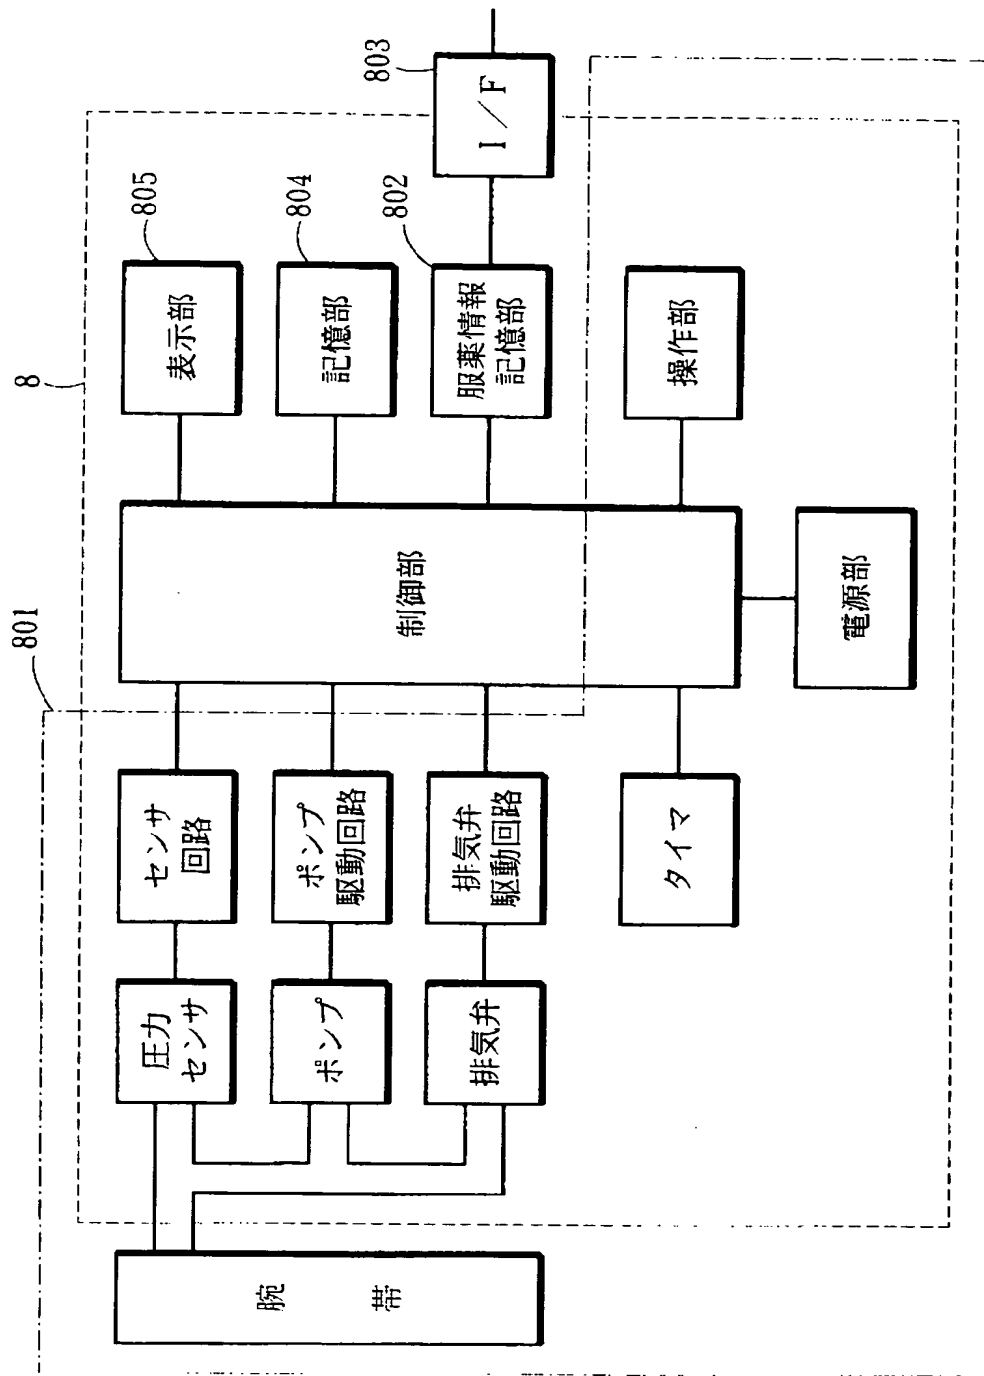 801
8
805
804
802
803
腕 帯
圧力
センサ
センサ
回路
ポンプ
ポンプ
駆動回路
排気弁
排気弁
駆動回路
タイマ
制御部
電源部
表示部
記憶部
服薬情報
記憶部
操作部
I/F